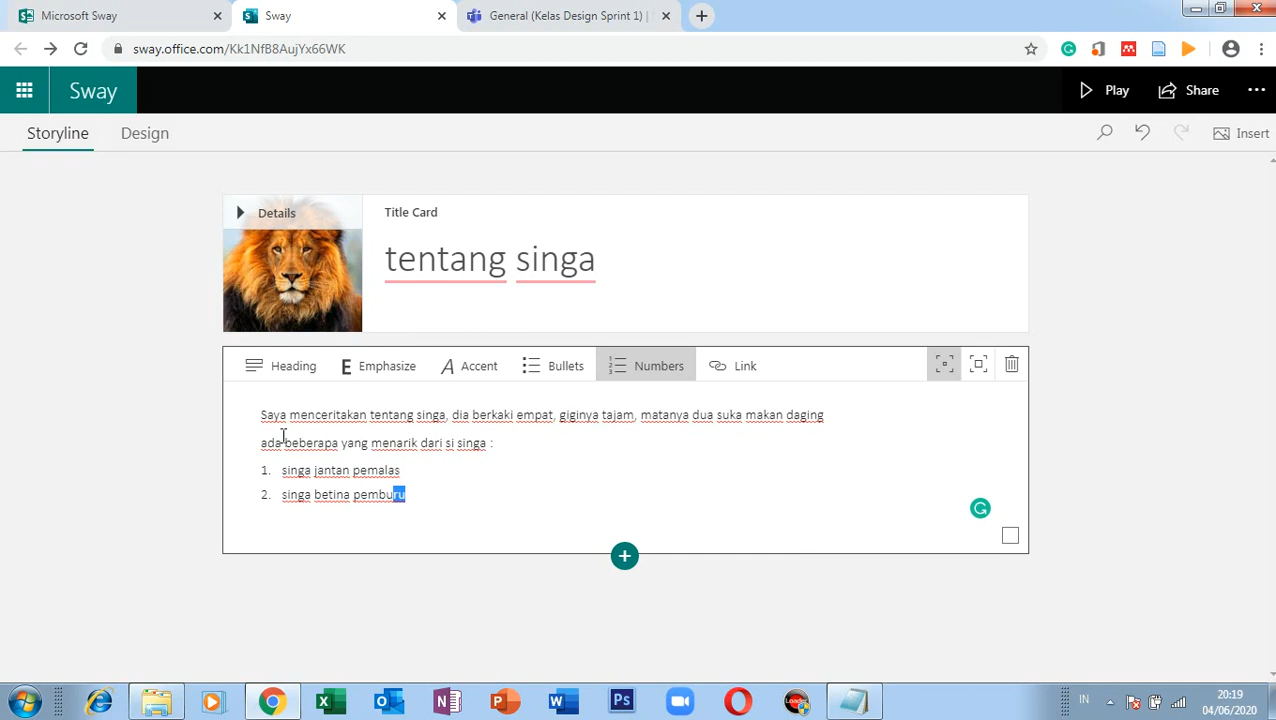 Microsoft Sway
Sway
General (Kelas Design Sprint 1) |
sway.office.com/Kk1NfB8AujYx66WK
Sway
Play
Share
Storyline
Design
Insert
Details
Title Card
tentang singa
Heading
E Emphasize
A Accent
Bullets
Numbers
Link
Saya menceritakan tentang singa, dia berkaki empat, giginya tajam, matanya dua suka makan daging
ada beberapa yang menarik dari si singa :
1. singa jantan pemalas
2. singa betina pemburu
IN
20:19
04/06/2020